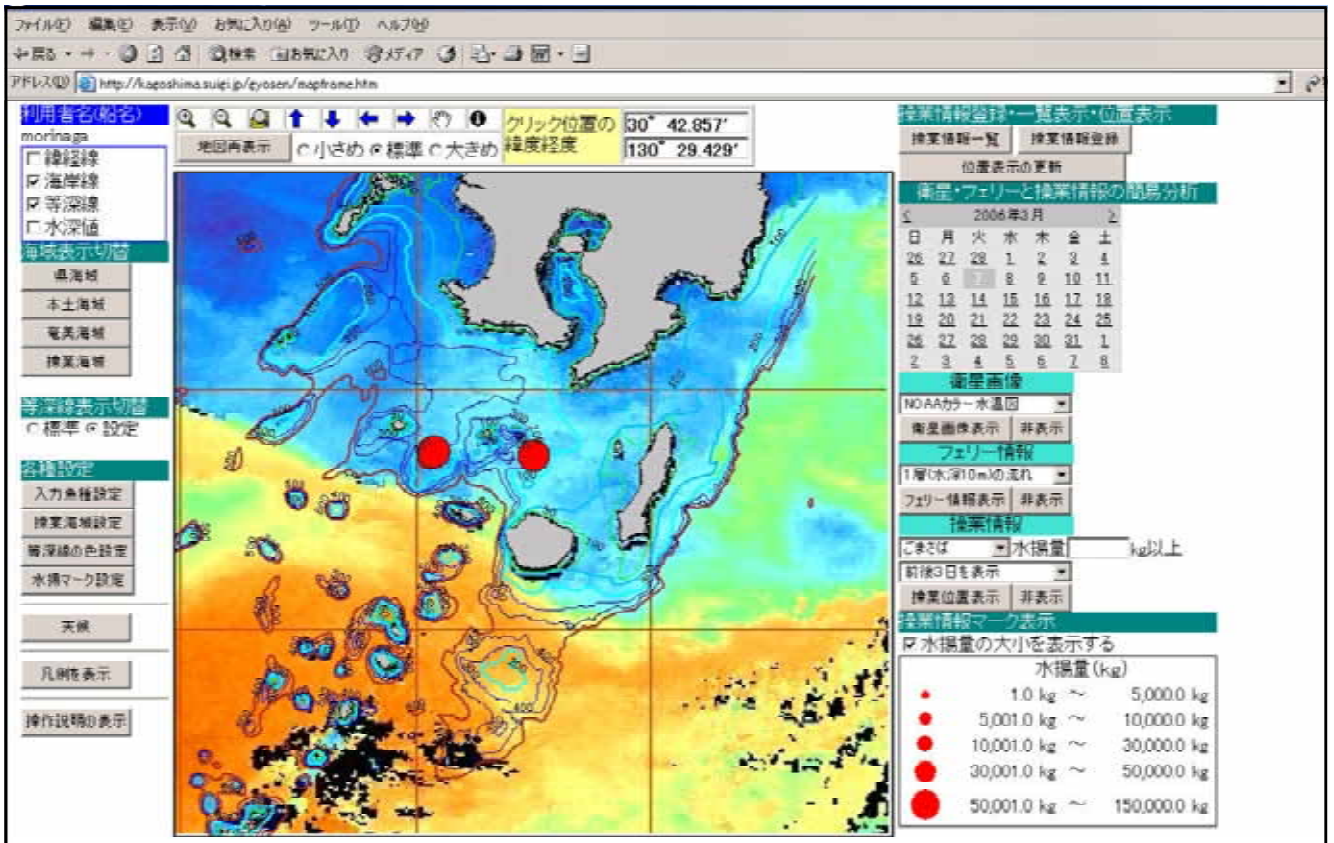 ファイル(F) 編集(E) 表示(V) お気に入り(A) ツール(T) ヘルプ(H)
戻る 検索 お気に入り メディア
アドレス(D) http://kagoshima.suigi.jp/gyosen/mapframe.htm
利用者名(船名)
morinaga
緯経線
海岸線
等深線
水深値
海域表示切替
県海域
本土海域
奄美海域
操業海域
等深線表示切替
標準 設定
各種設定
入力魚種設定
操業海域設定
等深線の色設定
水揚マーク設定
天候
凡例を表示
操作説明の表示
地図再表示 小さめ 標準 大きめ
クリック位置の
緯度経度
30° 42.857'
130° 29.429'
操業情報登録・一覧表示・位置表示
操業情報一覧 操業情報登録
位置表示の更新
衛星・フェリーと操業情報の簡易分析
< 2006年3月 >
日 月 火 水 木 金 土
26 27 28 1 2 3 4
5 6 7 8 9 10 11
12 13 14 15 16 17 18
19 20 21 22 23 24 25
26 27 28 29 30 31 1
2 3 4 5 6 7 8
衛星画像
NOAAカラー水温図
衛星画像表示 非表示
フェリー情報
1層(水深10m)の流れ
フェリー情報表示 非表示
操業情報
ごまさば 水揚量 kg以上
前後3日を表示
操業位置表示 非表示
操業情報マーク表示
水揚量の大小を表示する
水揚量(kg)
1.0 kg ～ 5,000.0 kg
5,001.0 kg ～ 10,000.0 kg
10,001.0 kg ～ 30,000.0 kg
30,001.0 kg ～ 50,000.0 kg
50,001.0 kg ～ 150,000.0 kg